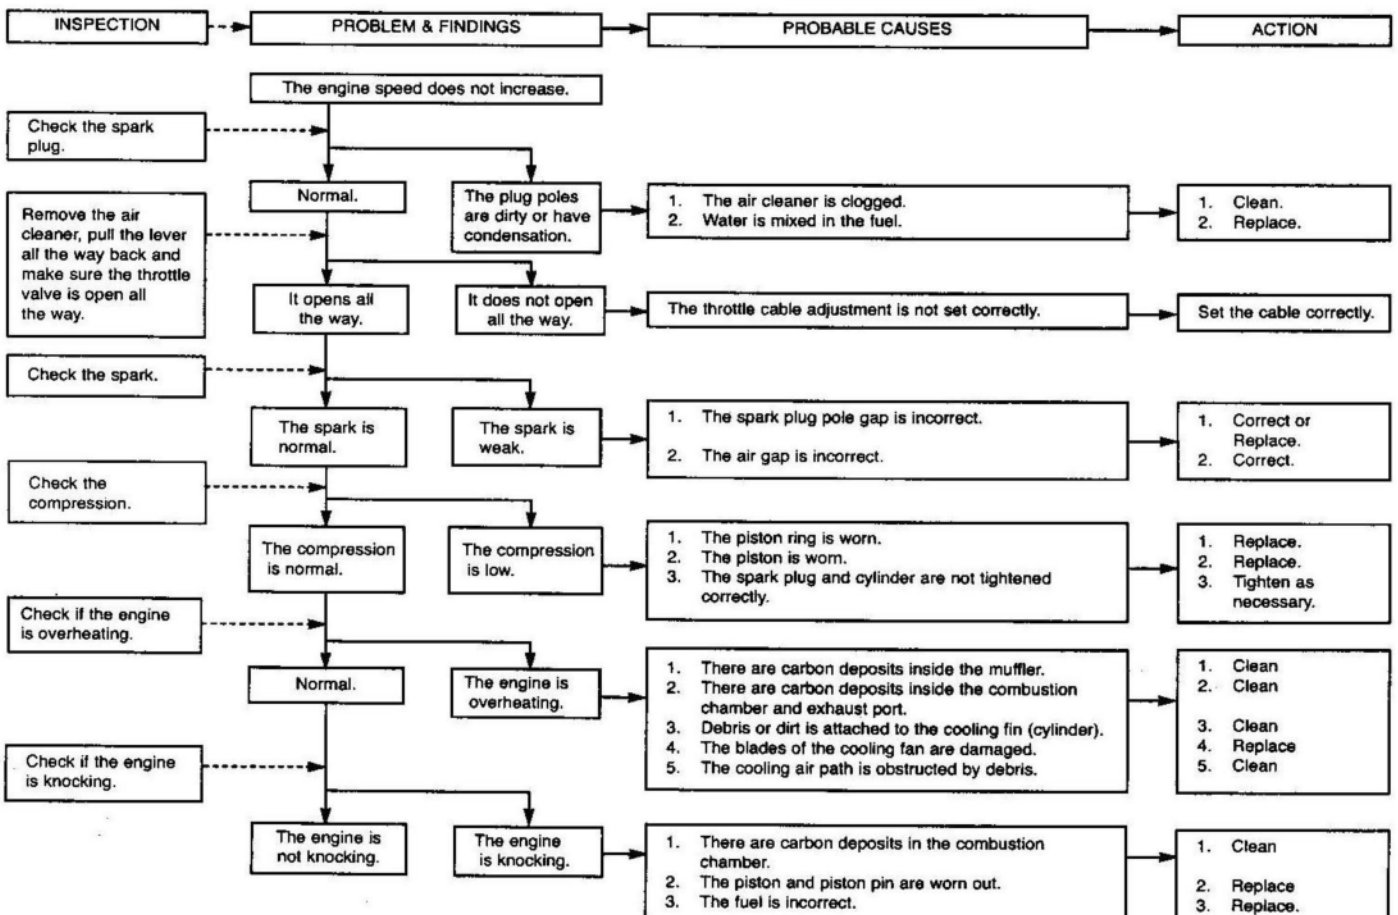 INSPECTION
PROBLEM & FINDINGS
PROBABLE CAUSES
ACTION
The engine speed does not increase.
Check the spark
plug.
Normal.
The plug poles
are dirty or have
condensation.
1. The air cleaner is clogged.
2. Water is mixed in the fuel.
1. Clean.
2. Replace.
Remove the air
cleaner, pull the lever
all the way back and
make sure the throttle
valve is open all
the way.
It opens all
the way.
It does not open
all the way.
The throttle cable adjustment is not set correctly.
Set the cable correctly.
Check the spark.
The spark is
normal.
The spark is
weak.
1. The spark plug pole gap is incorrect.
2. The air gap is incorrect.
1. Correct or
Replace.
2. Correct.
Check the
compression.
The compression
is normal.
The compression
is low.
1. The piston ring is worn.
2. The piston is worn.
3. The spark plug and cylinder are not tightened
correctly.
1. Replace.
2. Replace.
3. Tighten as
necessary.
Check if the engine
is overheating.
Normal.
The engine is
overheating.
1. There are carbon deposits inside the muffler.
2. There are carbon deposits inside the combustion
chamber and exhaust port.
3. Debris or dirt is attached to the cooling fin (cylinder).
4. The blades of the cooling fan are damaged.
5. The cooling air path is obstructed by debris.
1. Clean
2. Clean
3. Clean
4. Replace
5. Clean
Check if the engine
is knocking.
The engine is
not knocking.
The engine
is knocking.
1. There are carbon deposits in the combustion
chamber.
2. The piston and piston pin are worn out.
3. The fuel is incorrect.
1. Clean
2. Replace
3. Replace.